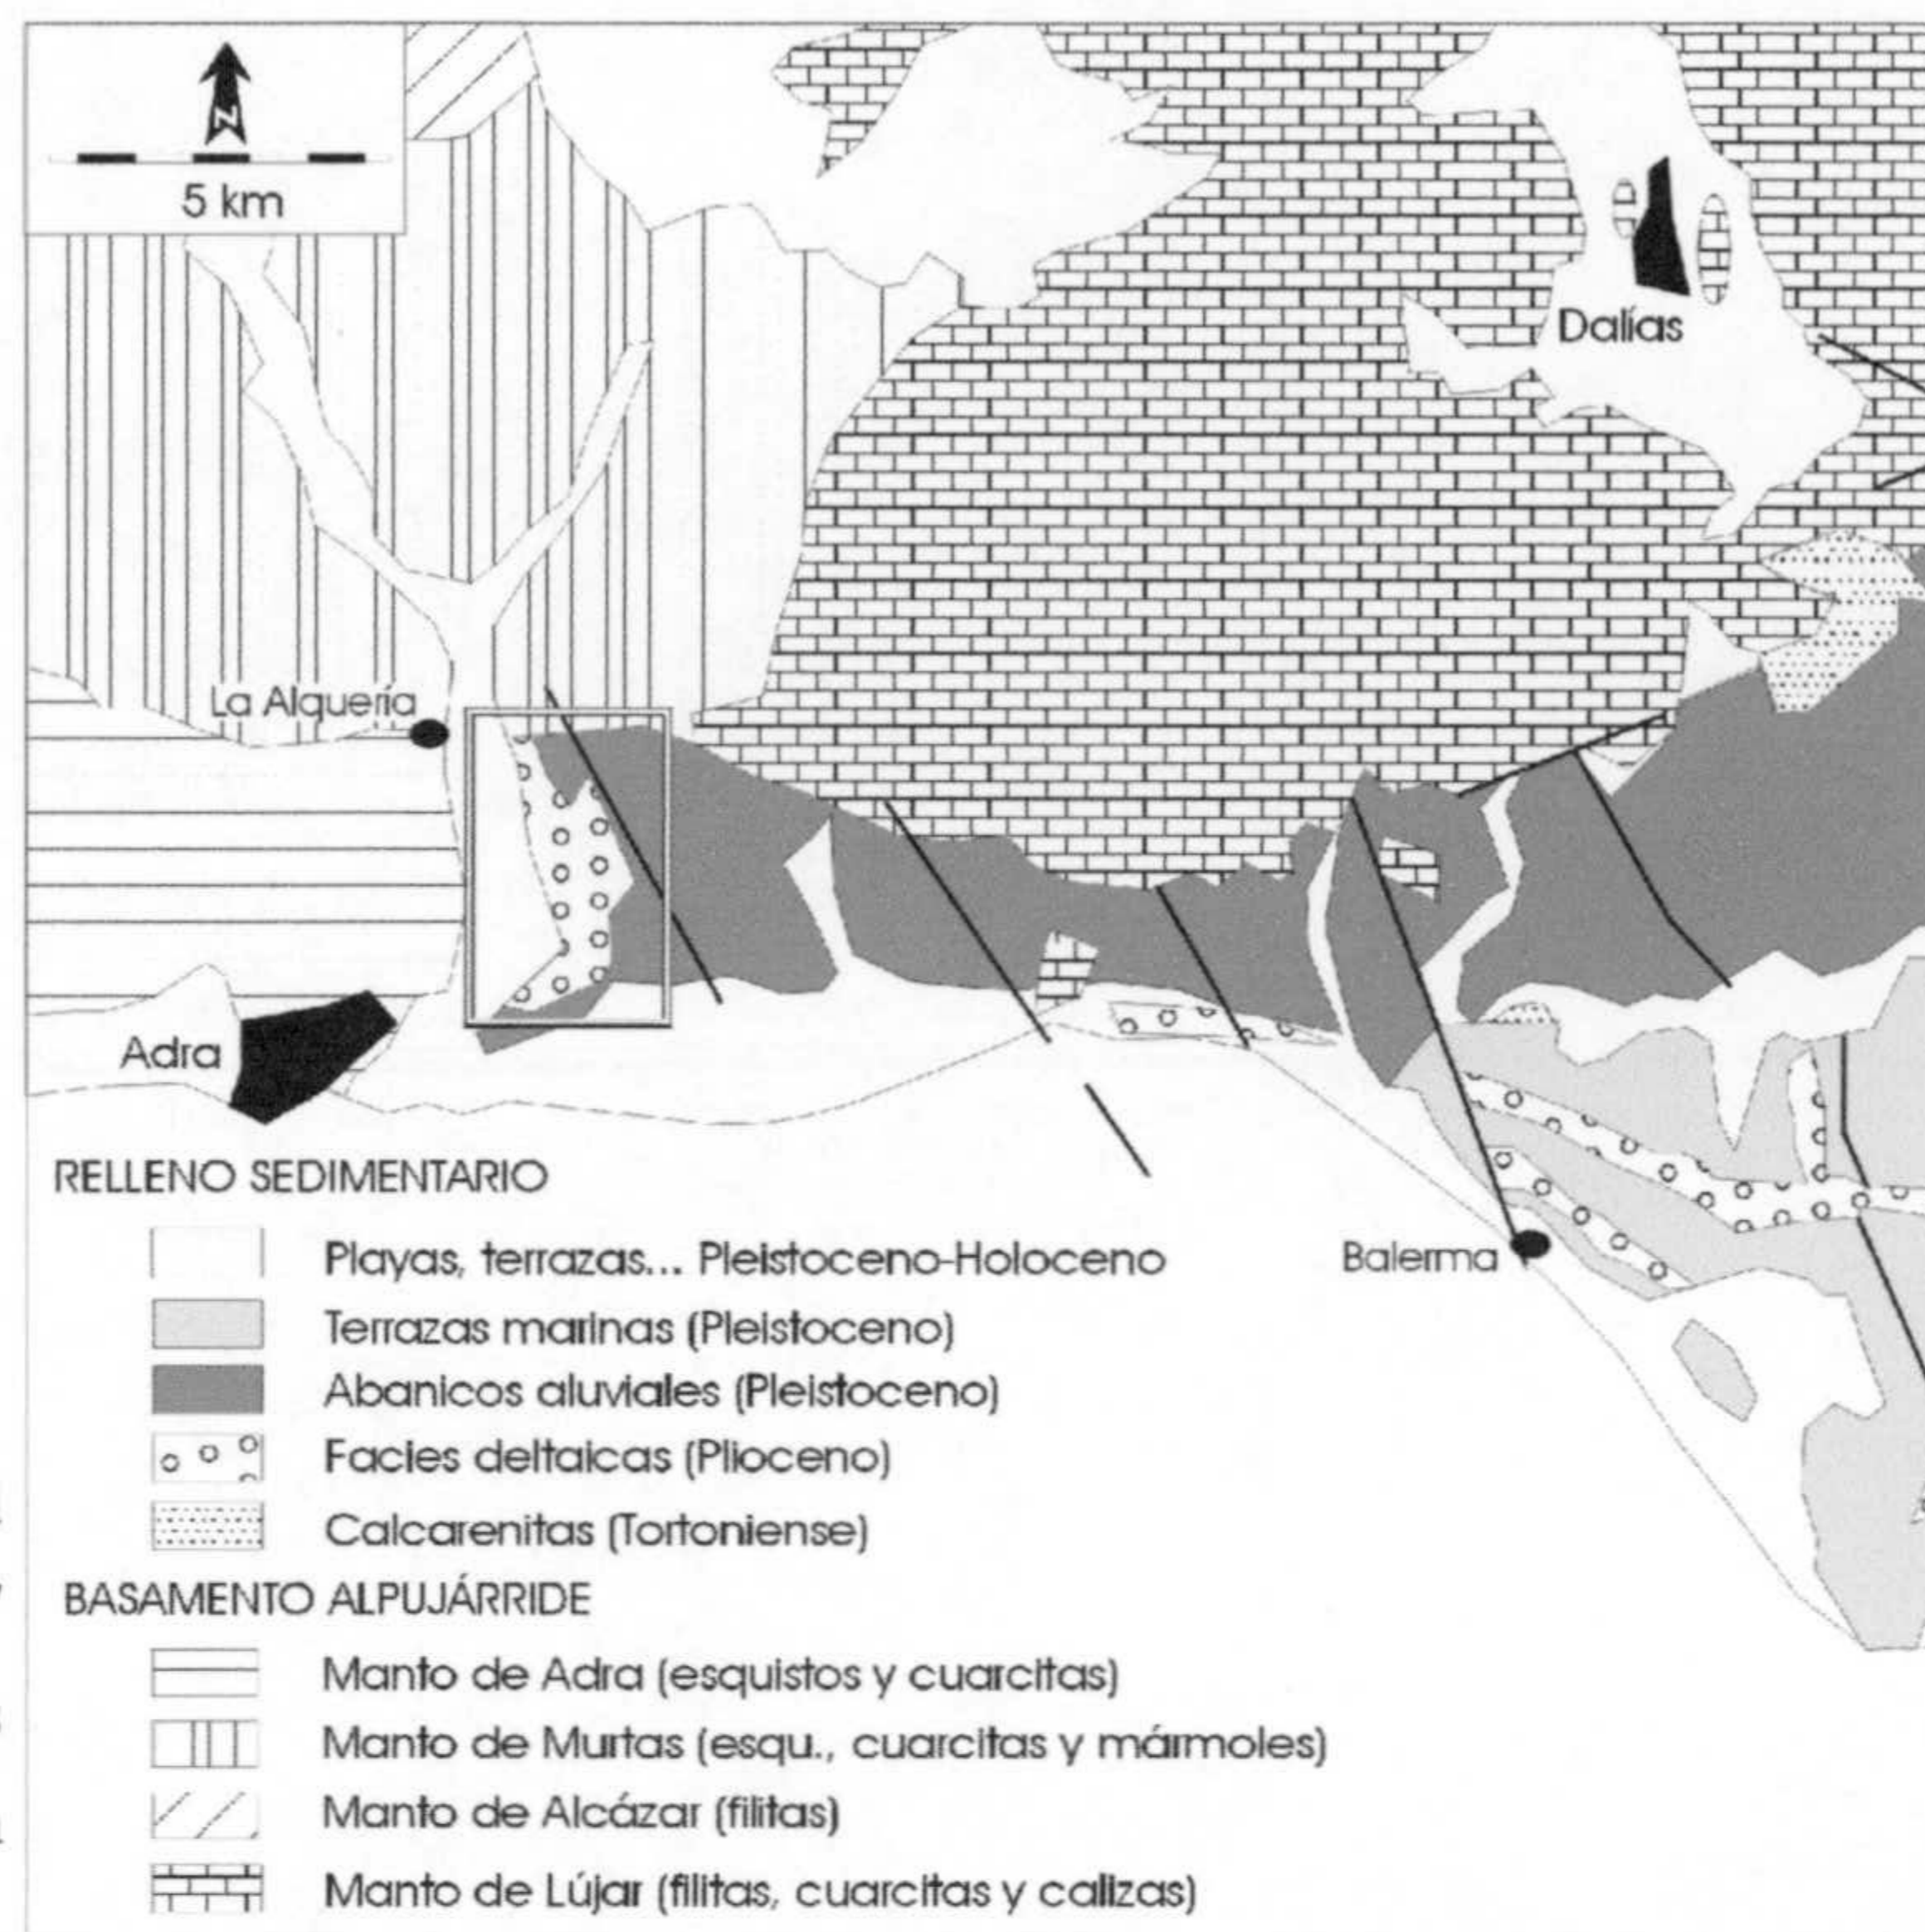 N
5 km
Dalías
La Alquería
Adra
Balerma
RELLENO SEDIMENTARIO
Playas, terrazas... Pleistoceno-Holoceno
Terrazas marinas (Pleistoceno)
Abanicos aluviales (Pleistoceno)
Facies deltaicas (Plioceno)
Calcarenitas (Tortoniense)
BASAMENTO ALPUJÁRRIDE
Manto de Adra (esquistos y cuarcitas)
Manto de Murtas (esqu., cuarcitas y mármoles)
Manto de Alcázar (filitas)
Manto de Lújar (filitas, cuarcitas y calizas)